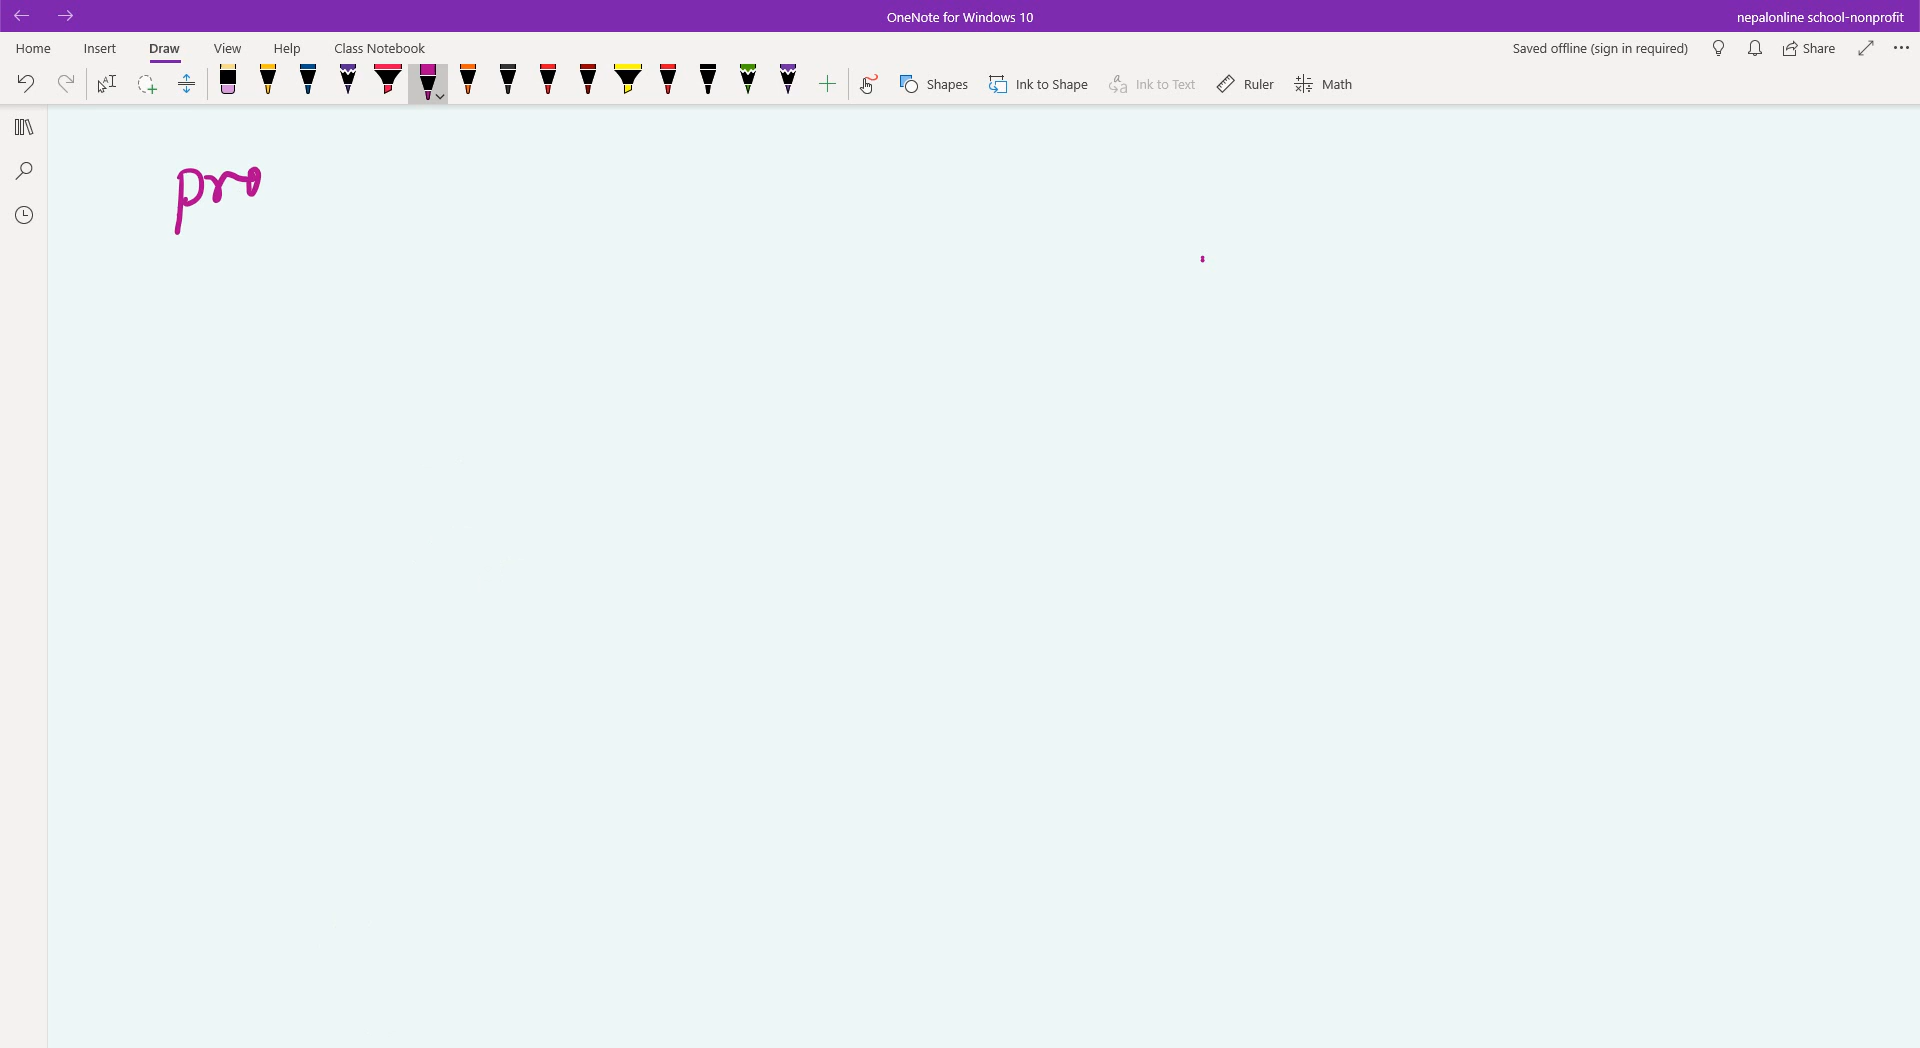 OneNote for Windows 10
nepalonline school-nonprofit
Home Insert Draw View Help Class Notebook
Saved offline (sign in required) Share
Shapes Ink to Shape Ink to Text Ruler Math
pro